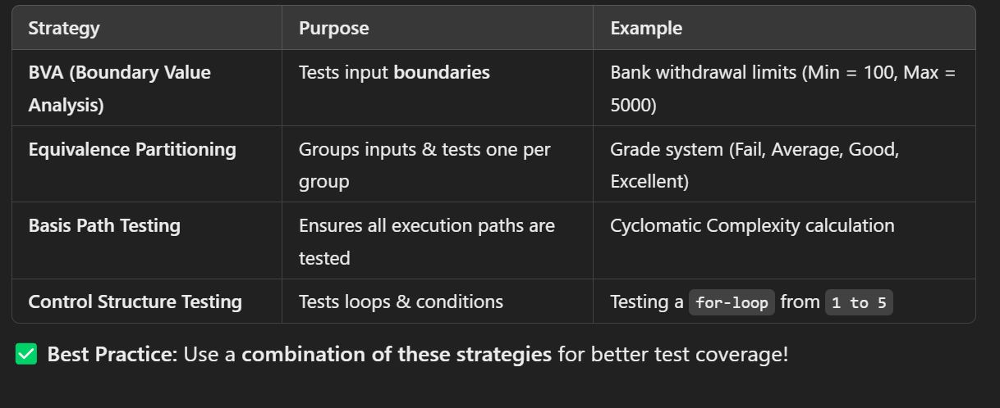 Strategy Purpose Example
BVA (Boundary Value Tests input boundaries Bank withdrawal limits (Min = 100, Max =
Analysis) 5000)
Equivalence Partitioning Groups inputs & tests one per Grade system (Fail, Average, Good,
group Excellent)
Basis Path Testing Ensures all execution paths are Cyclomatic Complexity calculation
tested
Control Structure Testing Tests loops & conditions Testing a for-loop from 1 to 5
✅ Best Practice: Use a combination of these strategies for better test coverage!